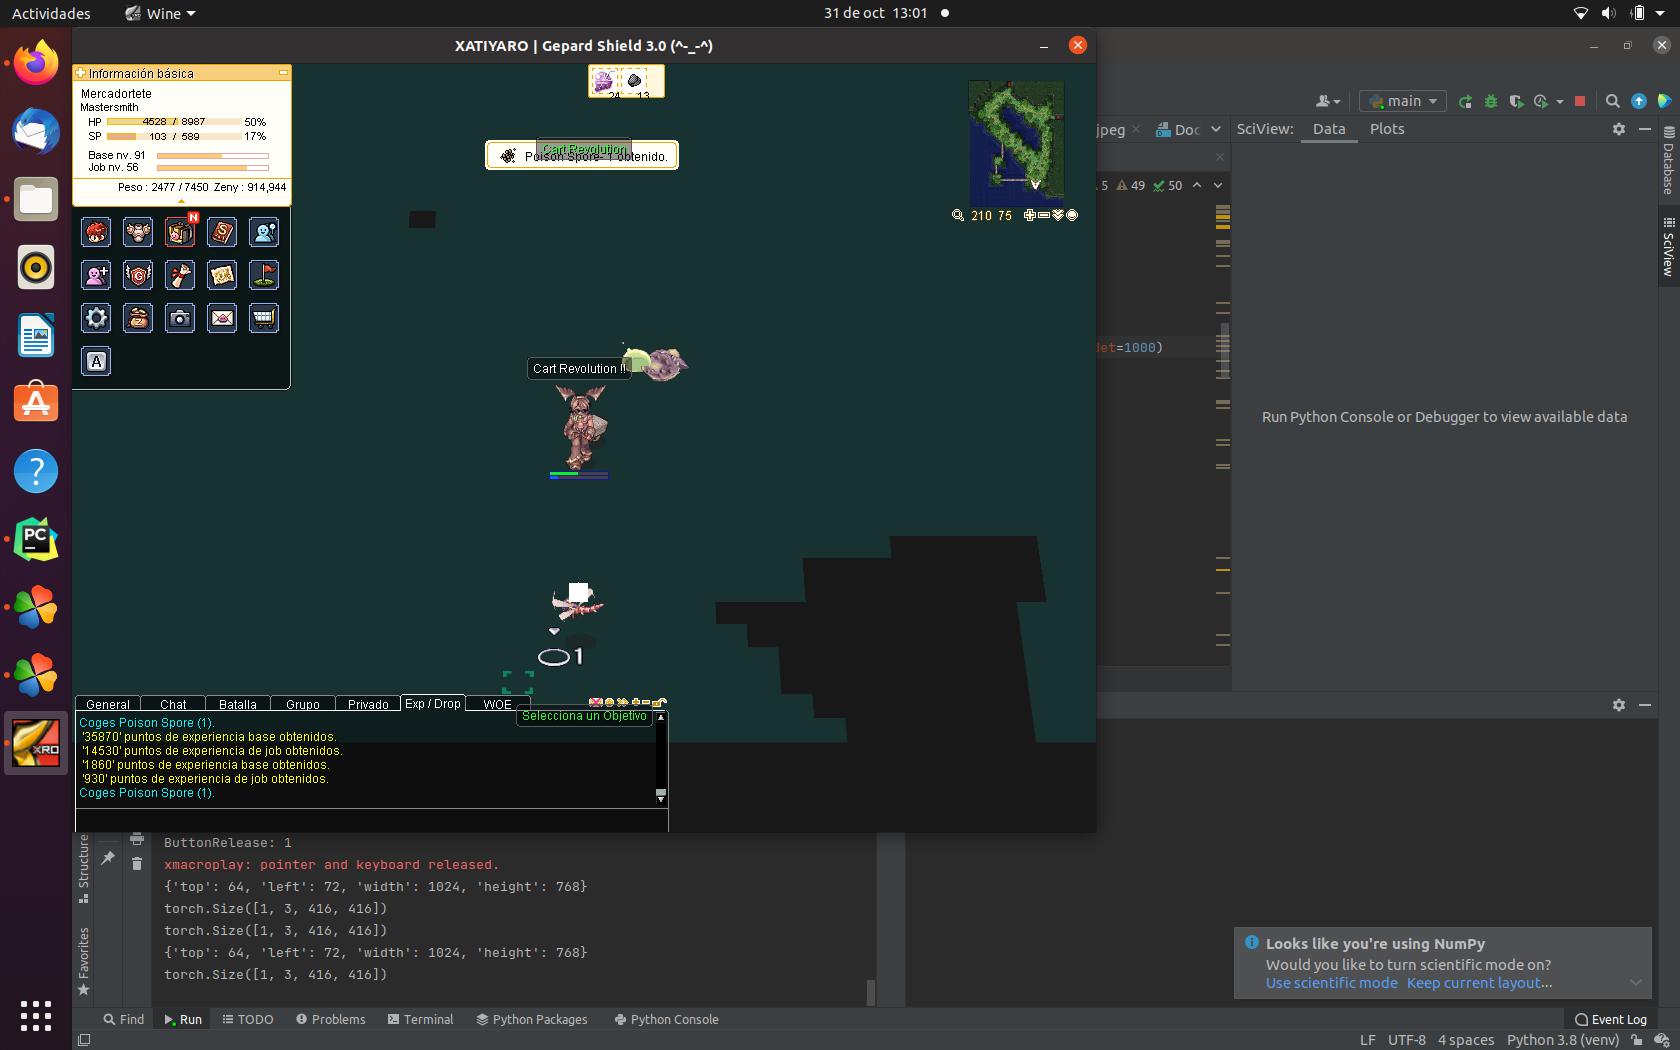 Actividades
Wine
31 de oct 13:01
XATIYARO | Gepard Shield 3.0 (^-_-^)
Información básica
Mercadortete
Mastersmith
HP 4528 / 8987 50%
SP 103 / 589 17%
Base nv. 91
Job nv. 56
Peso : 2477 / 7450 Zeny : 914,944
24 13
Cart Revolution
Poison Spore- 1 obtenido.
210 75
N
S
G
A
Cart Revolution !!
1
General
Chat
Batalla
Grupo
Privado
Exp / Drop
WOE
Selecciona un Objetivo
Coges Poison Spore (1).
'35870' puntos de experiencia base obtenidos.
'14530' puntos de experiencia de job obtenidos.
'1860' puntos de experiencia base obtenidos.
'930' puntos de experiencia de job obtenidos.
Coges Poison Spore (1).
PC
XRO
main
jpeg
Doc
SciView:
Data
Plots
5 49 50
det=1000)
Database
SciView
Run Python Console or Debugger to view available data
Structure
Favorites
ButtonRelease: 1
xmacroplay: pointer and keyboard released.
{'top': 64, 'left': 72, 'width': 1024, 'height': 768}
torch.Size([1, 3, 416, 416])
torch.Size([1, 3, 416, 416])
{'top': 64, 'left': 72, 'width': 1024, 'height': 768}
torch.Size([1, 3, 416, 416])
Looks like you're using NumPy
Would you like to turn scientific mode on?
Use scientific mode Keep current layout...
Find
Run
TODO
Problems
Terminal
Python Packages
Python Console
Event Log
LF UTF-8 4 spaces Python 3.8 (venv)